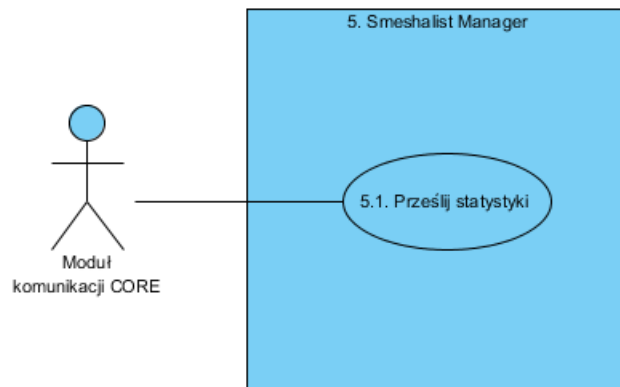 5. Smeshalist Manager
5.1. Prześlij statystyki
Moduł
komunikacji CORE